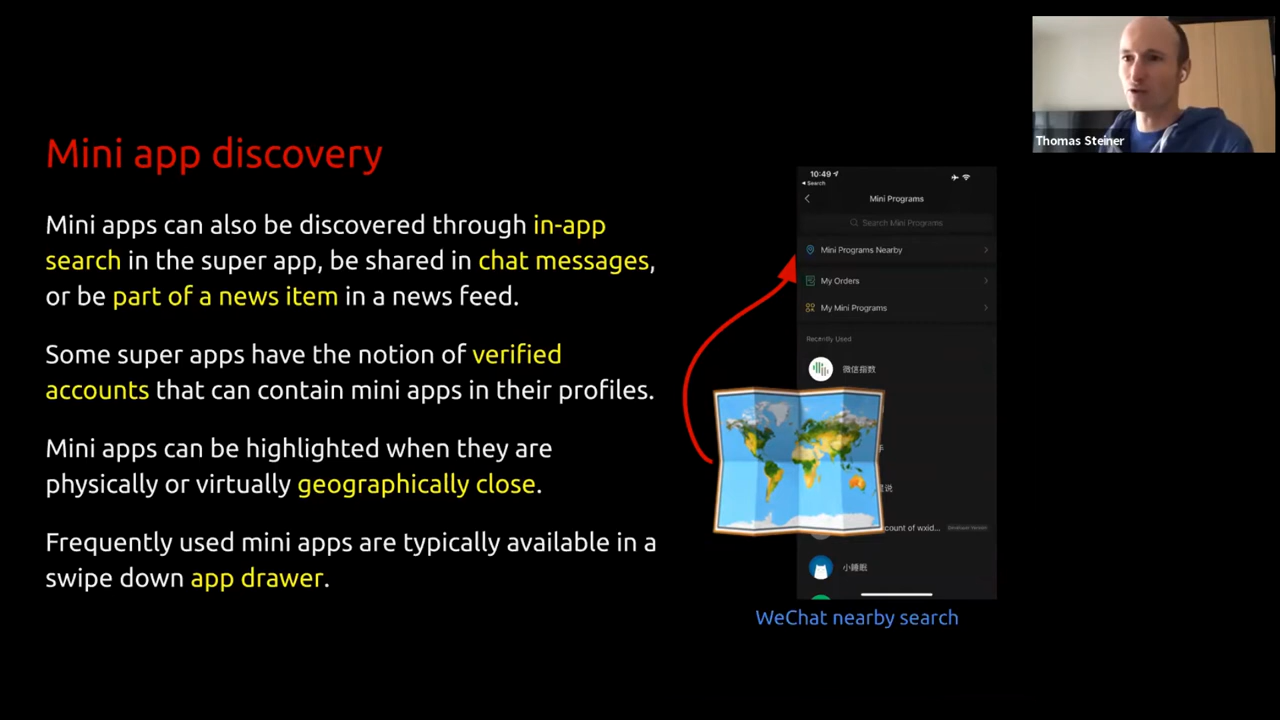 Thomas Steiner
Mini app discovery
Mini apps can also be discovered through in-app
search in the super app, be shared in chat messages,
or be part of a news item in a news feed.
Some super apps have the notion of verified
accounts that can contain mini apps in their profiles.
Mini apps can be highlighted when they are
physically or virtually geographically close.
Frequently used mini apps are typically available in a
swipe down app drawer.
10:49
Search
Mini Programs
Search Mini Programs
Mini Programs Nearby
My Orders
My Mini Programs
Recently Used
微信指数
说
count of wxid...
小睡眠
WeChat nearby search